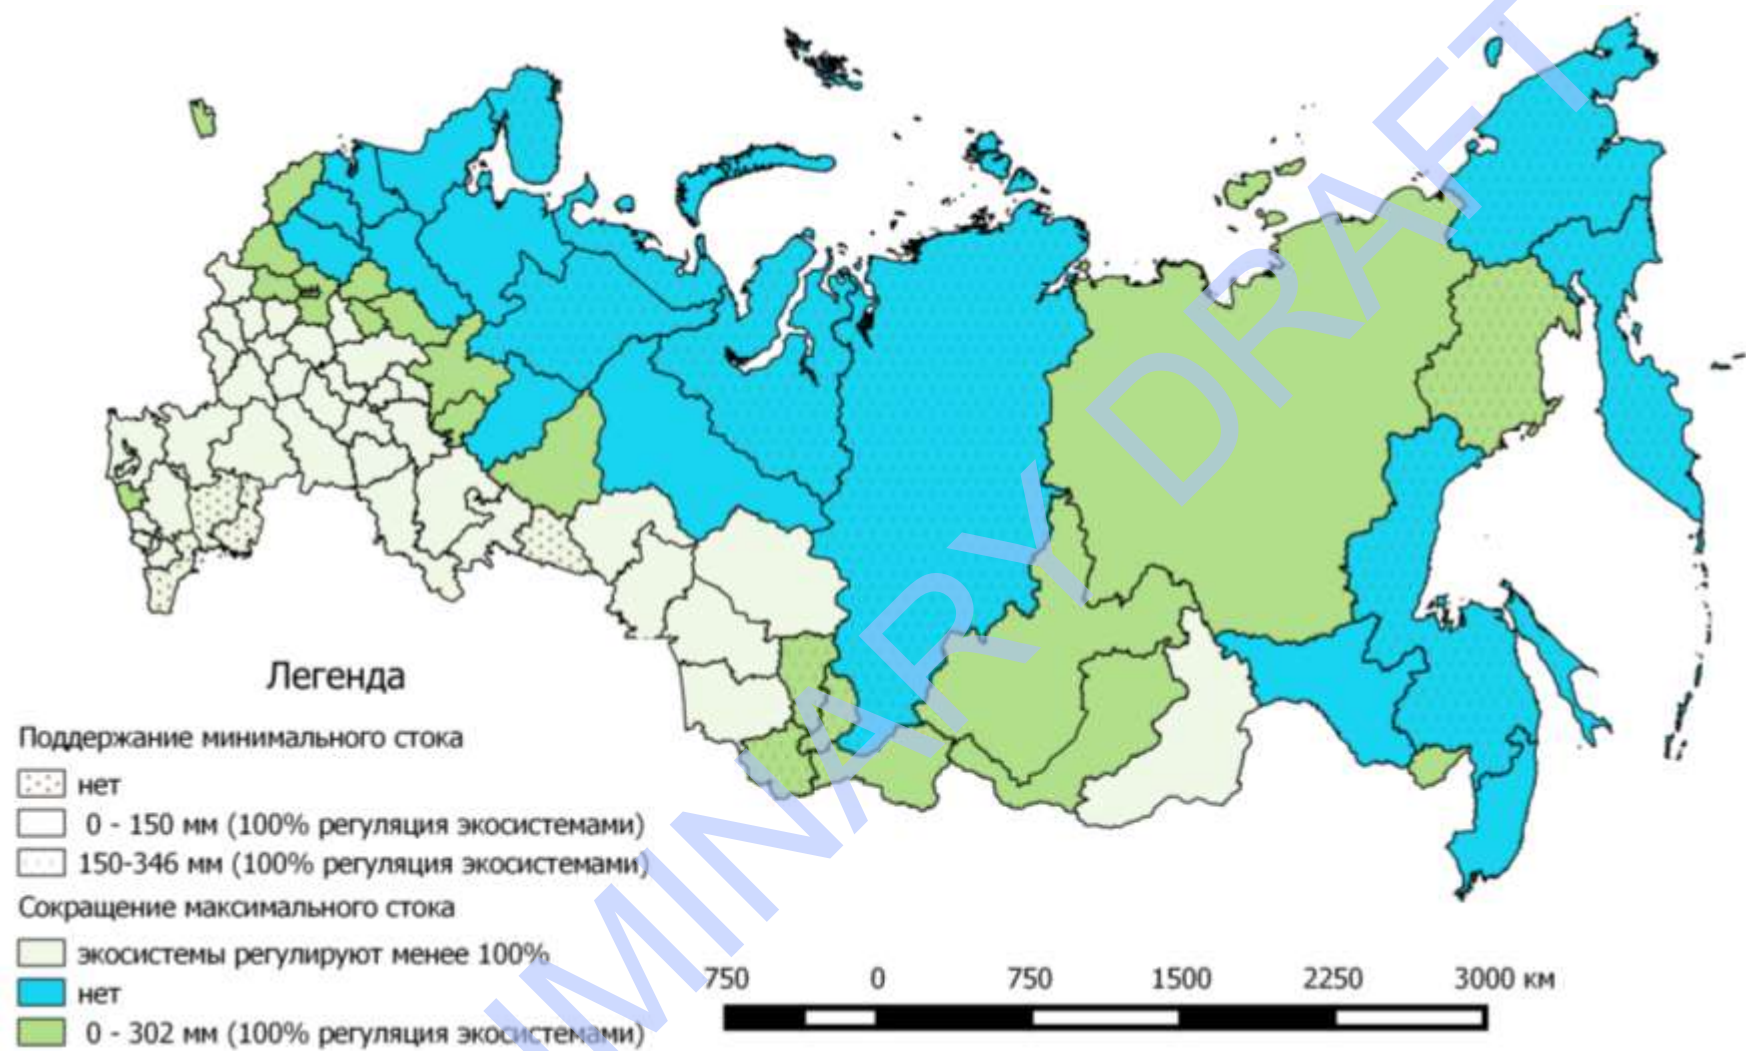 Легенда
Поддержание минимального стока
нет
0 - 150 мм (100% регуляция экосистемами)
150-346 мм (100% регуляция экосистемами)
Сокращение максимального стока
экосистемы регулируют менее 100%
нет
0 - 302 мм (100% регуляция экосистемами)
750 0 750 1500 2250 3000 км
IMINARY DRAFT